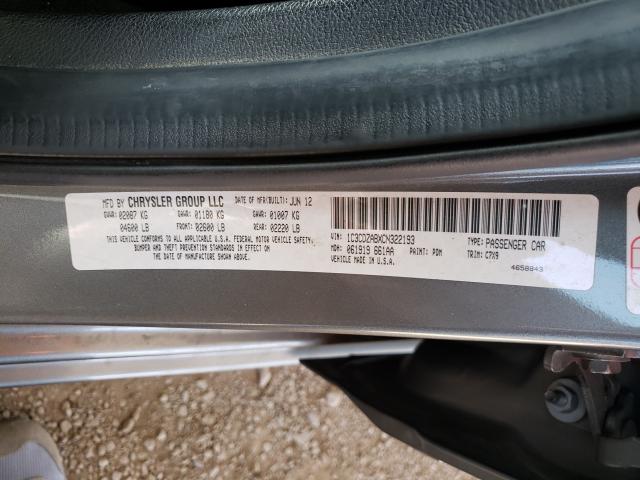 MFD BY CHRYSLER GROUP LLC DATE OF MFR(BUILT): JUN 12
GVWR: 02087 KG GAWR: 01180 KG GAWR: 01007 KG
04600 LB FRONT: 02600 LB REAR: 02220 LB
THIS VEHICLE CONFORMS TO ALL U.S.A. FEDERAL MOTOR VEHICLE SAFETY,
BUMPER AND THEFT PREVENTION STANDARDS IN EFFECT ON
THE DATE OF MANUFACTURE SHOWN ABOVE.
VIN: 1C3CDZABXCN322193 TYPE: PASSENGER CAR
MDH: 061919 661AA PAINT: PDM TRIM: C7X9
VEHICLE MADE IN U.S.A. 4658843